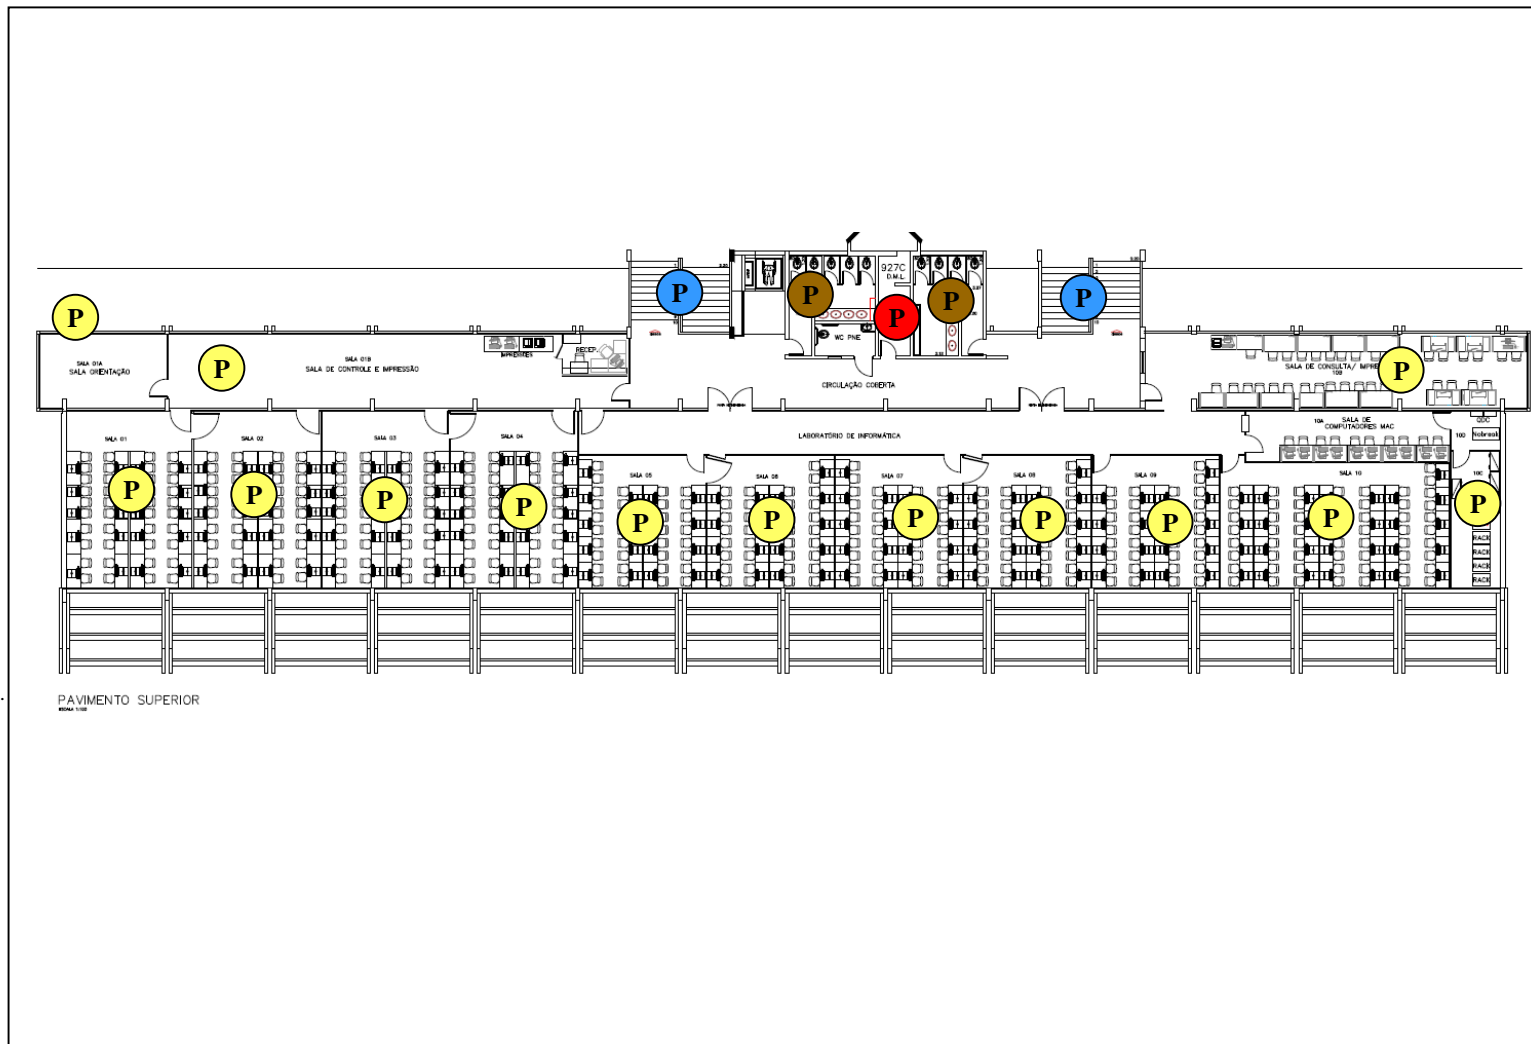 927C
D.M.L.
P
P
P
P
P
P
P
SALA 01A
SALA ORIENTAÇÃO
P
SALA 01B
SALA DE CONTROLE E IMPRESSÃO
IMPRESSÕES
RECEP.
WC PNE
CIRCULAÇÃO COBERTA
SALA DE CONSULTA/ IMPRE
10B
P
SALA 01
SALA 02
SALA 03
SALA 04
LABORATÓRIO DE INFORMÁTICA
10A
SALA DE
COMPUTADORES MAC
10D
QDC
Nobreak
SALA 05
SALA 06
SALA 07
SALA 08
SALA 09
SALA 10
10C
P
P
P
P
P
P
P
P
P
P
P
RACK
RACK
RACK
RACK
PAVIMENTO SUPERIOR